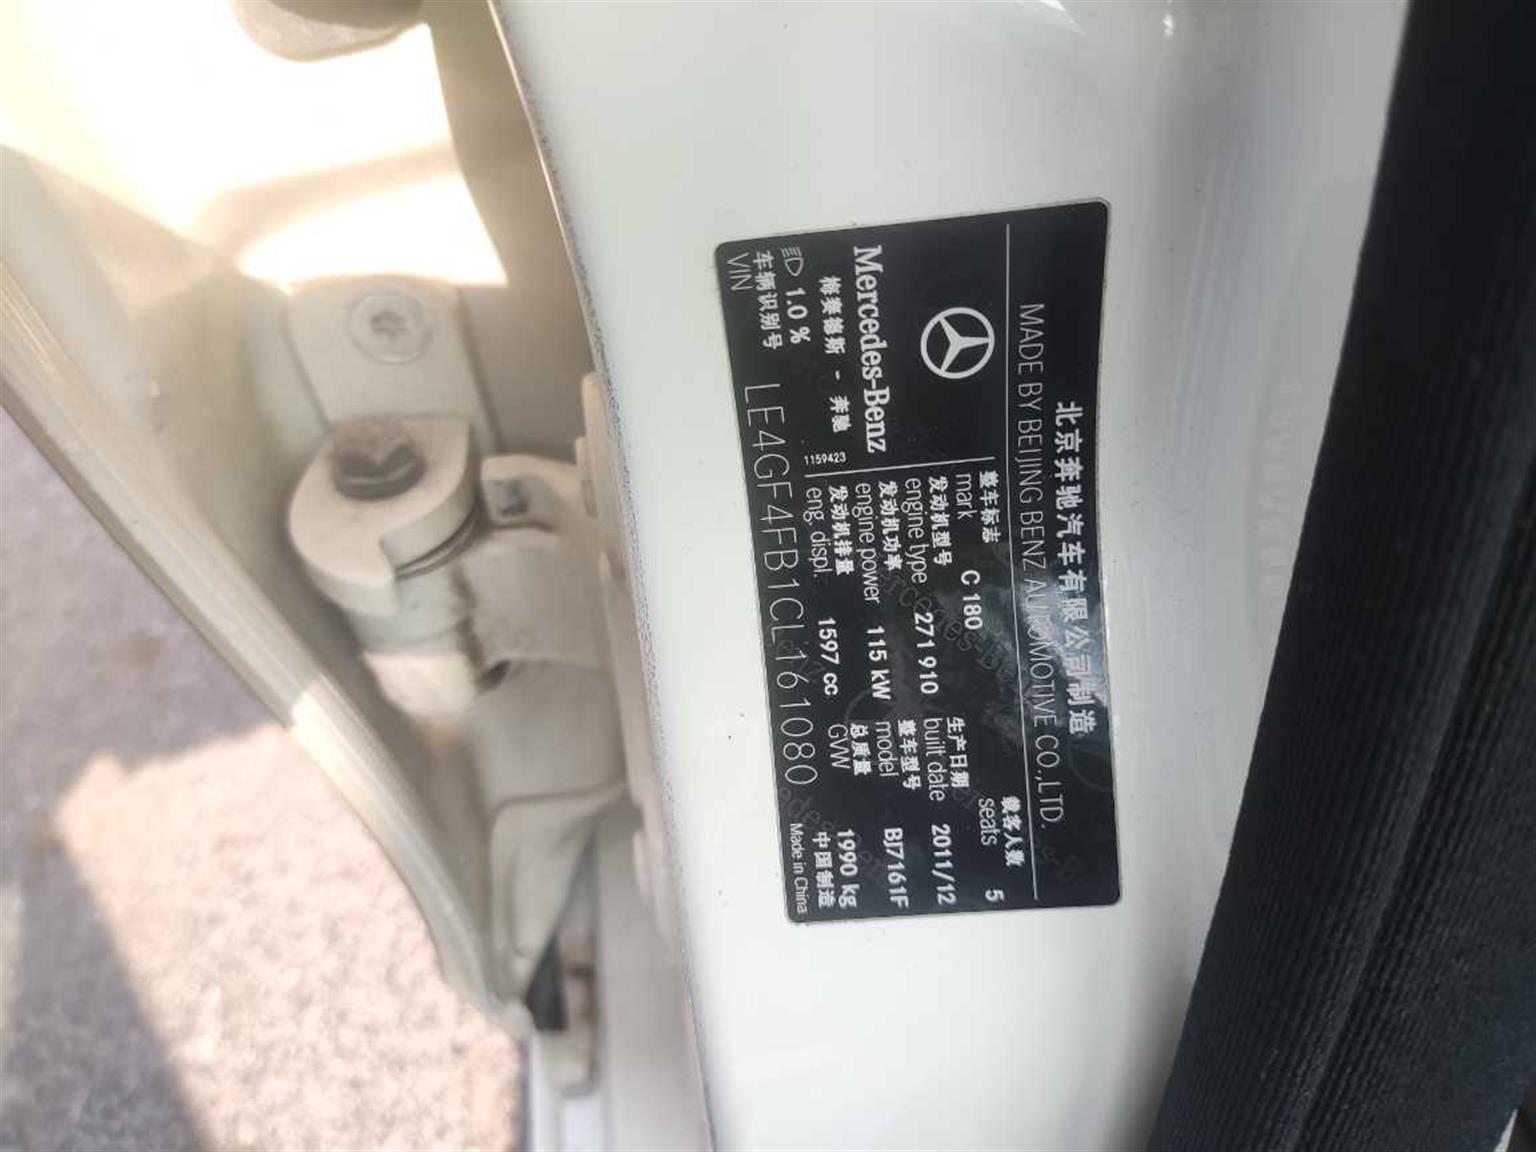 北京奔驰汽车有限公司制造
MADE BY BEIJING BENZ AUTOMOTIVE CO.,LTD.
整车标志 mark C 180
载客人数 seats 5
发动机型号 engine type 271 910
生产日期 built date 2011/12
Mercedes-Benz
发动机功率 engine power 115 kW
整车型号 model BJ7161F
梅赛德斯 - 奔驰
1159423
发动机排量 eng. displ. 1597 cc
总质量 GVW 1990 kg
1.0 %
中国制造
Made in China
车辆识别号
VIN LE4GF4FB1CL161080